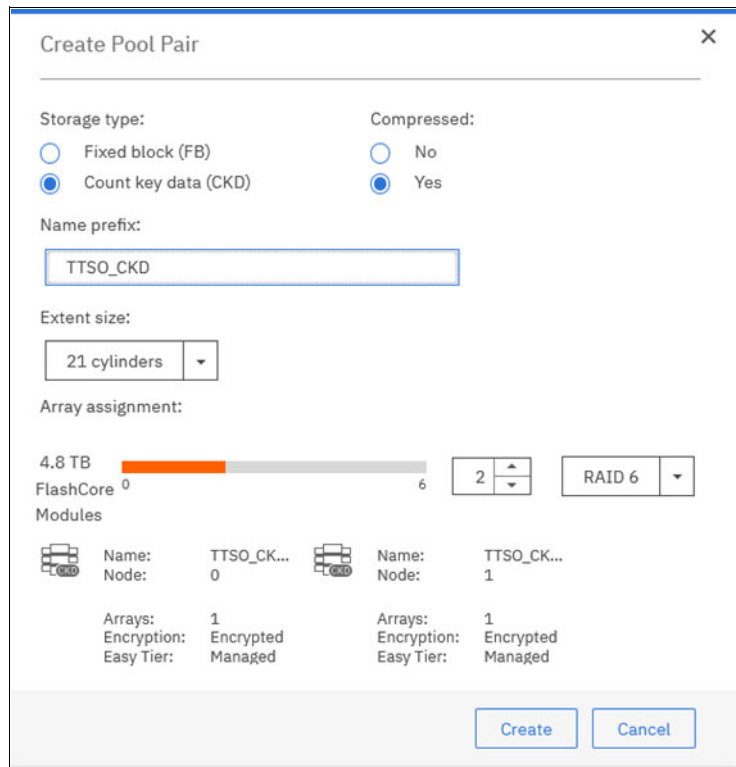 Create Pool Pair
Storage type:
Compressed:
Fixed block (FB)
No
Count key data (CKD)
Yes
Name prefix:
TTSO_CKD
Extent size:
21 cylinders
Array assignment:
4.8 TB
FlashCore
Modules
0
6
2
RAID 6
CKD
Name: TTSO_CK...
Node: 0
Arrays: 1
Encryption: Encrypted
Easy Tier: Managed
CKD
Name: TTSO_CK...
Node: 1
Arrays: 1
Encryption: Encrypted
Easy Tier: Managed
Create
Cancel